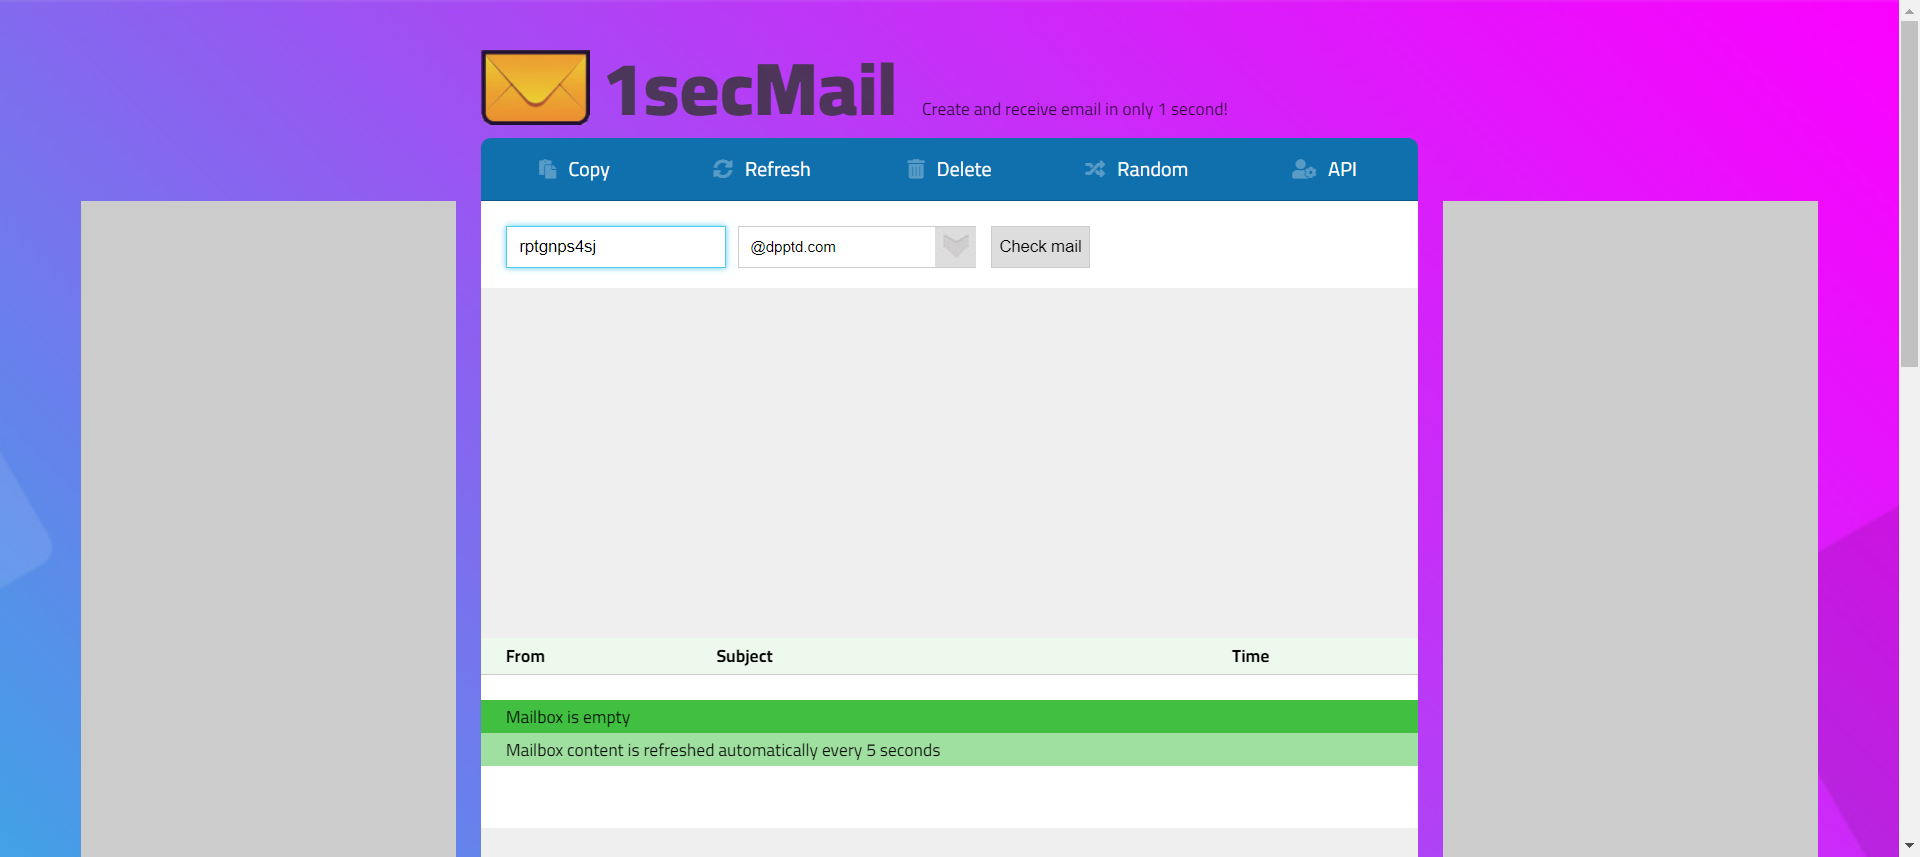 1secMail
Create and receive email in only 1 second!
Copy Refresh Delete Random API
rptgnps4sj @dpptd.com Check mail
From Subject Time
Mailbox is empty
Mailbox content is refreshed automatically every 5 seconds